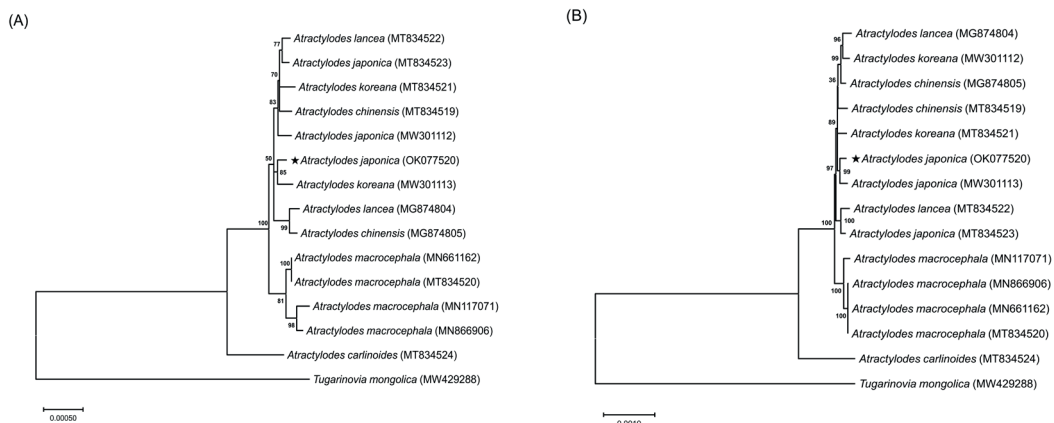 (A)
77
Atractylodes lancea (MT834522)
Atractylodes japonica (MT834523)
70
Atractylodes koreana (MT834521)
83
Atractylodes chinensis (MT834519)
Atractylodes japonica (MW301112)
50
★Atractylodes japonica (OK077520)
85
Atractylodes koreana (MW301113)
Atractylodes lancea (MG874804)
100
99
Atractylodes chinensis (MG874805)
100
Atractylodes macrocephala (MN661162)
Atractylodes macrocephala (MT834520)
81
Atractylodes macrocephala (MN117071)
98
Atractylodes macrocephala (MN866906)
Atractylodes carlinoides (MT834524)
Tugarinovia mongolica (MW429288)
0.00050
(B)
96
Atractylodes lancea (MG874804)
99
Atractylodes koreana (MW301112)
36
Atractylodes chinensis (MG874805)
Atractylodes chinensis (MT834519)
89
Atractylodes koreana (MT834521)
97
★Atractylodes japonica (OK077520)
99
Atractylodes japonica (MW301113)
Atractylodes lancea (MT834522)
100
100
Atractylodes japonica (MT834523)
Atractylodes macrocephala (MN117071)
100
Atractylodes macrocephala (MN866906)
Atractylodes macrocephala (MN661162)
100
Atractylodes macrocephala (MT834520)
Atractylodes carlinoides (MT834524)
Tugarinovia mongolica (MW429288)